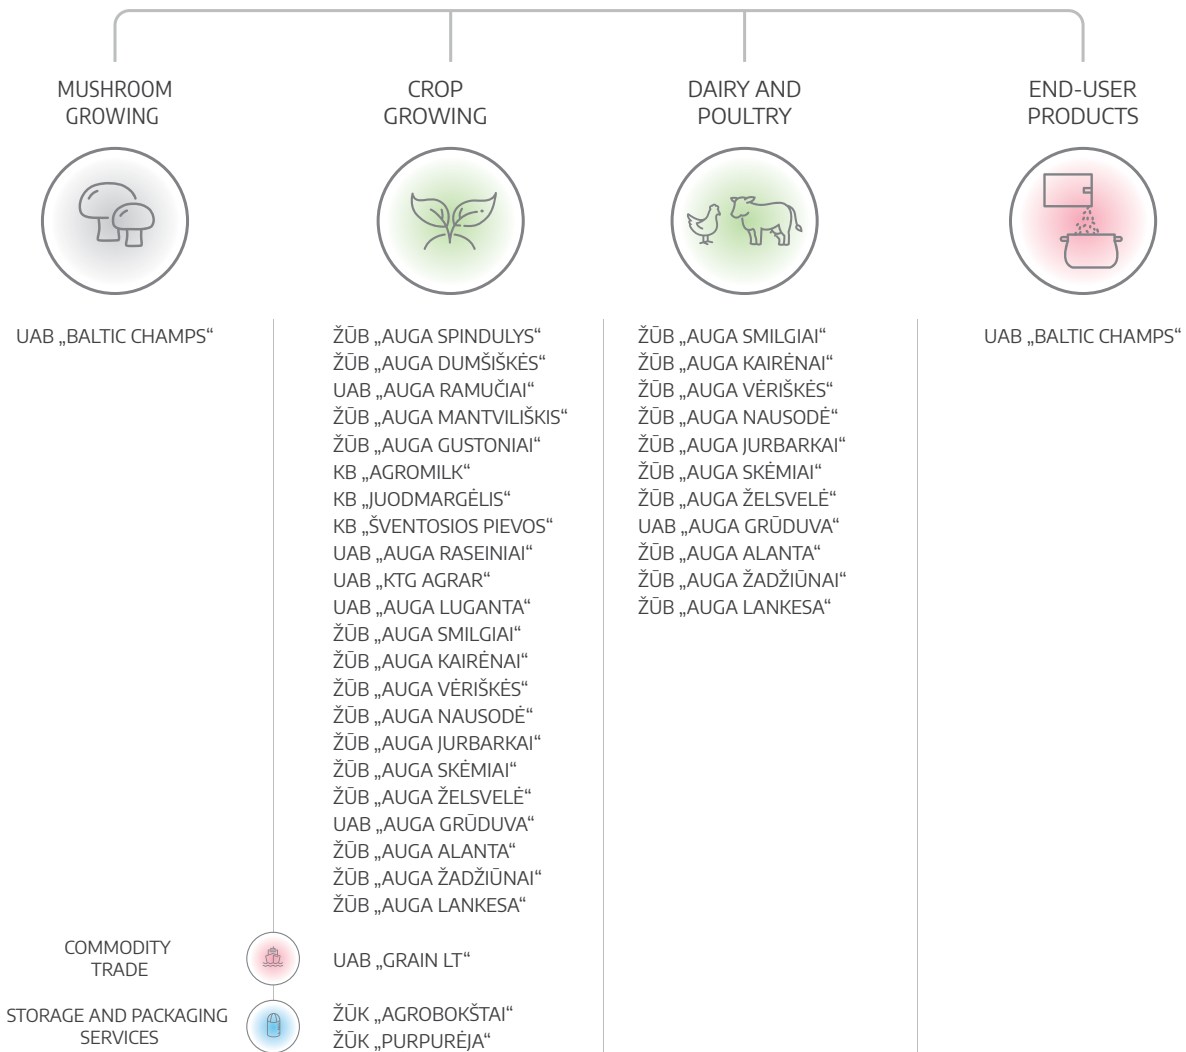 MUSHROOM
GROWING
UAB „BALTIC CHAMPS“
CROP
GROWING
ŽŪB „AUGA SPINDULYS“
ŽŪB „AUGA DUMŠIŠKĖS“
UAB „AUGA RAMUČIAI“
ŽŪB „AUGA MANTVILIŠKIS“
ŽŪB „AUGA GUSTONIAI“
KB „AGROMILK“
KB „JUODMARGĖLIS“
KB „ŠVENTOSIOS PIEVOS“
UAB „AUGA RASEINIAI“
UAB „KTG AGRAR“
UAB „AUGA LUGANTA“
ŽŪB „AUGA SMILGIAI“
ŽŪB „AUGA KAIRĖNAI“
ŽŪB „AUGA VĖRIŠKĖS“
ŽŪB „AUGA NAUSODĖ“
ŽŪB „AUGA JURBARKAI“
ŽŪB „AUGA SKĖMIAI“
ŽŪB „AUGA ŽELSVELĖ“
UAB „AUGA GRŪDUVA“
ŽŪB „AUGA ALANTA“
ŽŪB „AUGA ŽADŽIŪNAI“
ŽŪB „AUGA LANKESA“
DAIRY AND
POULTRY
ŽŪB „AUGA SMILGIAI“
ŽŪB „AUGA KAIRĖNAI“
ŽŪB „AUGA VĖRIŠKĖS“
ŽŪB „AUGA NAUSODĖ“
ŽŪB „AUGA JURBARKAI“
ŽŪB „AUGA SKĖMIAI“
ŽŪB „AUGA ŽELSVELĖ“
UAB „AUGA GRŪDUVA“
ŽŪB „AUGA ALANTA“
ŽŪB „AUGA ŽADŽIŪNAI“
ŽŪB „AUGA LANKESA“
END-USER
PRODUCTS
UAB „BALTIC CHAMPS“
COMMODITY
TRADE
UAB „GRAIN LT“
STORAGE AND PACKAGING
SERVICES
ŽŪK „AGROBOKŠTAI“
ŽŪK „PURPURĖJA“